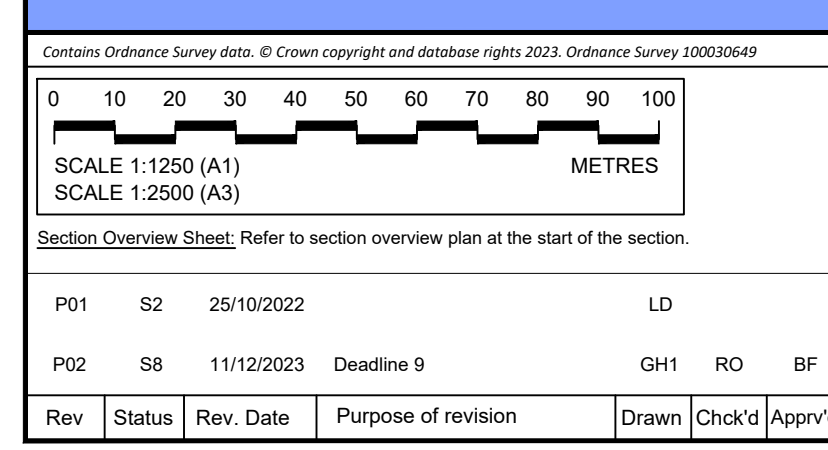 Contains Ordnance Survey data. © Crown copyright and database rights 2023. Ordnance Survey 100030649
0 10 20 30 40 50 60 70 80 90 100
SCALE 1:1250 (A1) METRES
SCALE 1:2500 (A3)
Section Overview Sheet: Refer to section overview plan at the start of the section.
P01 S2 25/10/2022 LD
P02 S8 11/12/2023 Deadline 9 GH1 RO BF
Rev Status Rev. Date Purpose of revision Drawn Chck'd Apprv'